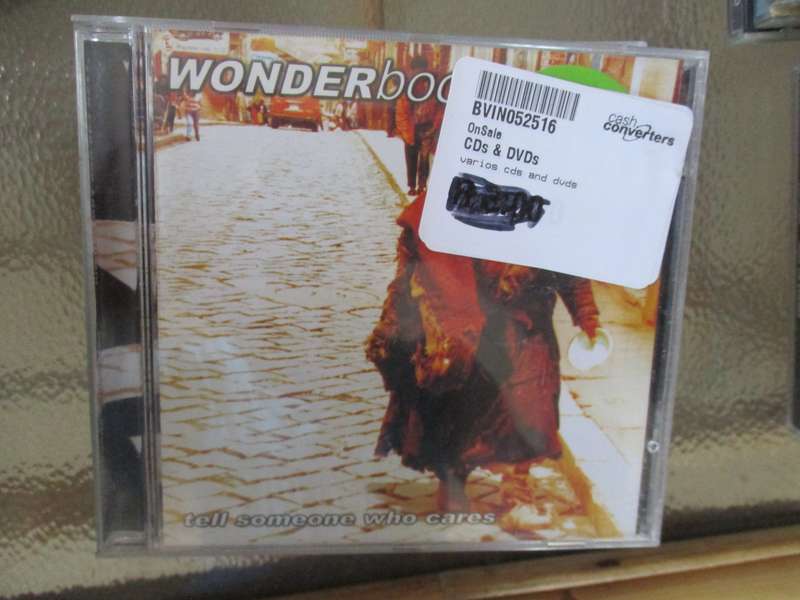 WONDERboo
BVIN052516
OnSale
CDs & DVDs
varios cds and dvds
cash
converters
tell someone who cares